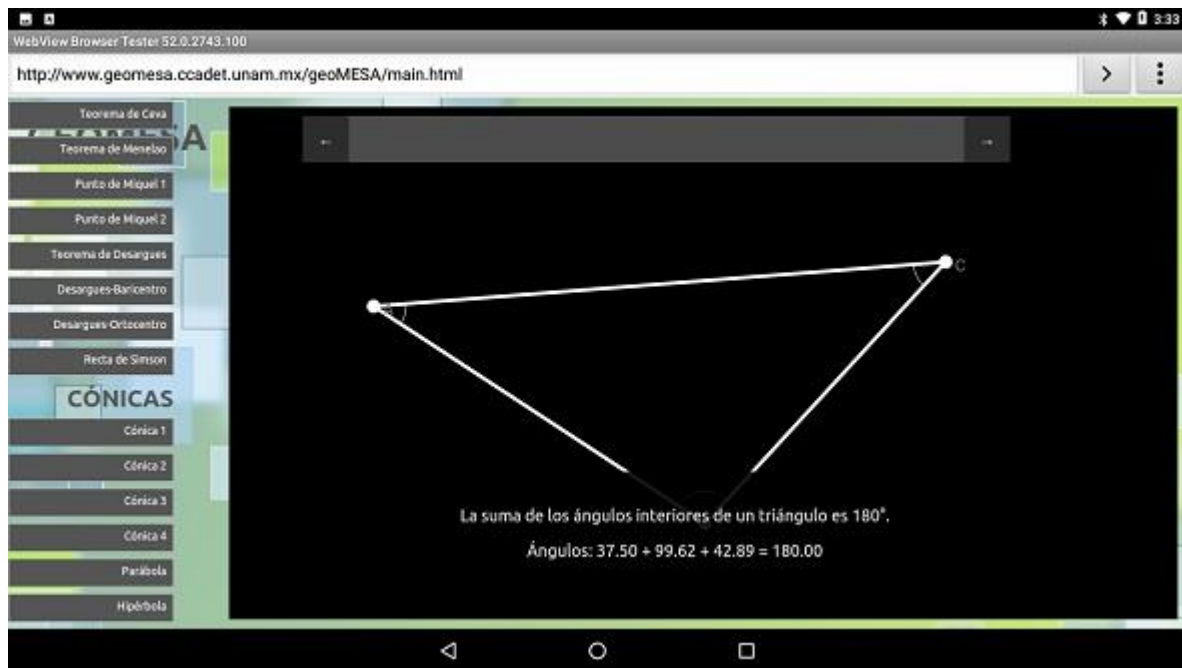 3:33
WebView Browser Tester 52.0.2743.100
http://www.geomesa.ccadet.unam.mx/geoMESA/main.html
GEOMESA
Teorema de Ceva
Teorema de Menelao
Punto de Miquel 1
Punto de Miquel 2
Teorema de Desargues
Desargues-Baricentro
Desargues-Ortocentro
Recta de Simson
CÓNICAS
Cónica 1
Cónica 2
Cónica 3
Cónica 4
Parábola
Hipérbola
←
→
C
La suma de los ángulos interiores de un triángulo es 180°.
Ángulos: 37.50 + 99.62 + 42.89 = 180.00